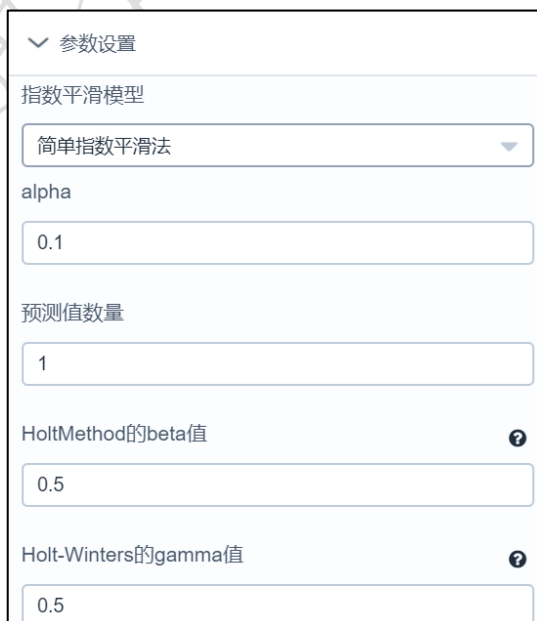 参数设置
指数平滑模型
简单指数平滑法
alpha
0.1
预测值数量
1
HoltMethod的beta值
0.5
Holt-Winters的gamma值
0.5